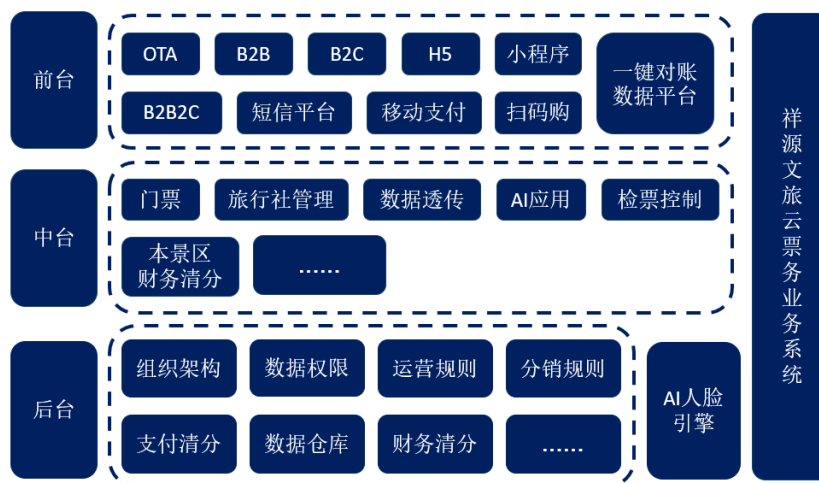 前台
OTA
B2B
B2C
H5
小程序
一键对账
数据平台
B2B2C
短信平台
移动支付
扫码购
中台
门票
旅行社管理
数据透传
AI应用
检票控制
本景区
财务清分
......
后台
组织架构
数据权限
运营规则
分销规则
支付清分
数据仓库
财务清分
......
AI人脸
引擎
祥源文旅云票务业务系统